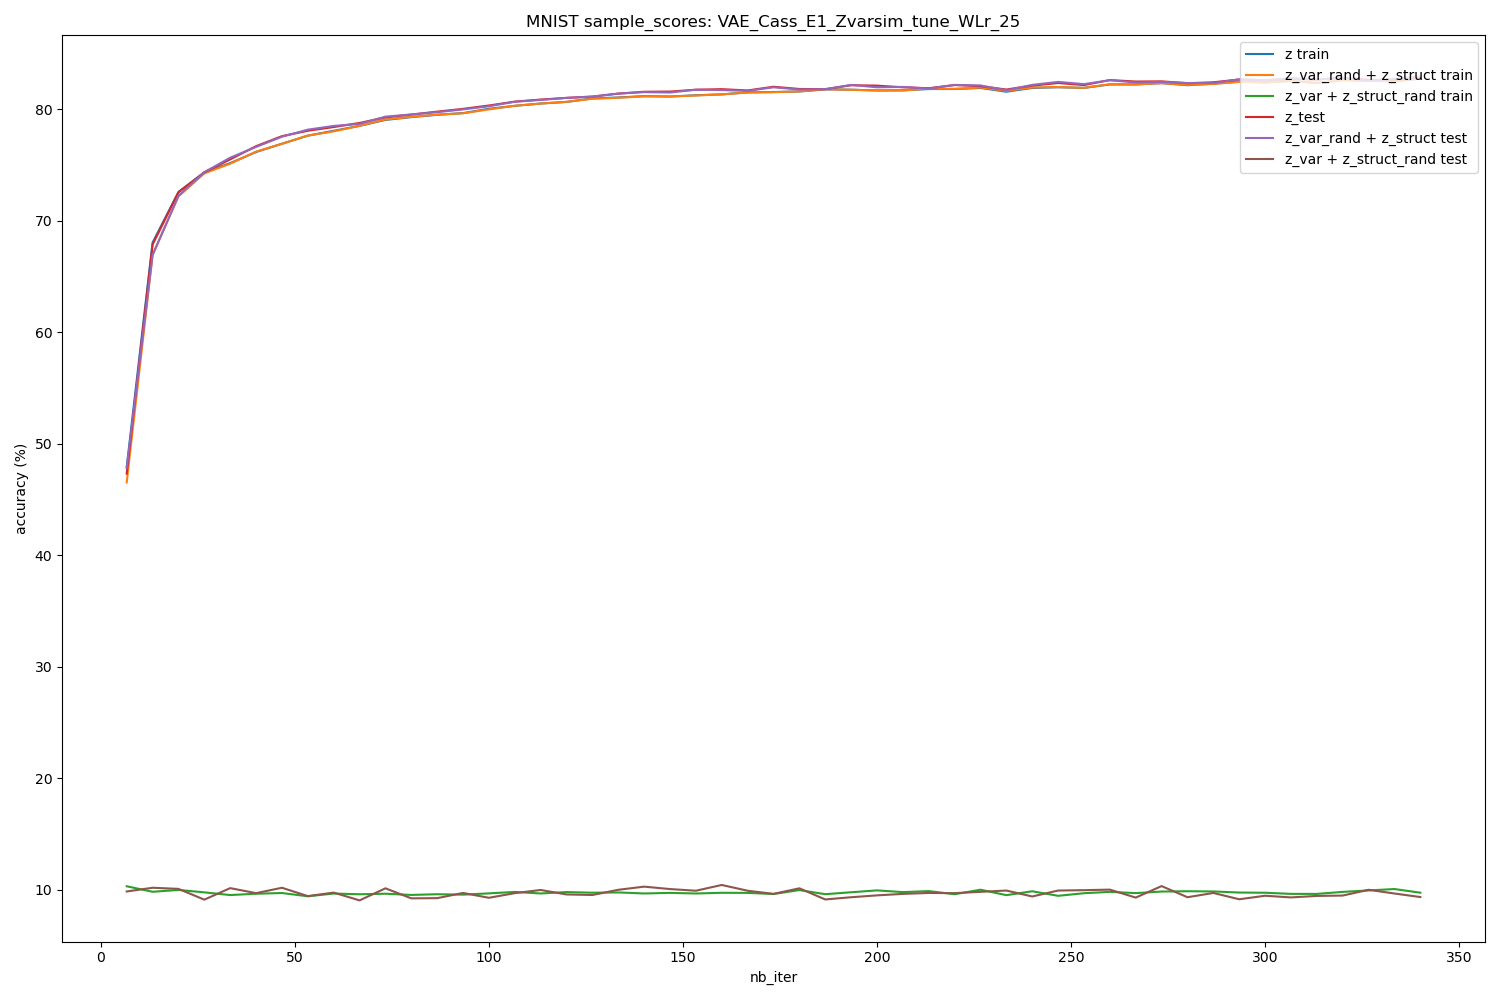 MNIST sample_scores: VAE_Cass_E1_Zvarsim_tune_WLr_25
z train
z_var_rand + z_struct train
z_var + z_struct_rand train
z_test
z_var_rand + z_struct test
z_var + z_struct_rand test
accuracy (%)
80
70
60
50
40
30
20
10
0 50 100 150 200 250 300 350
nb_iter